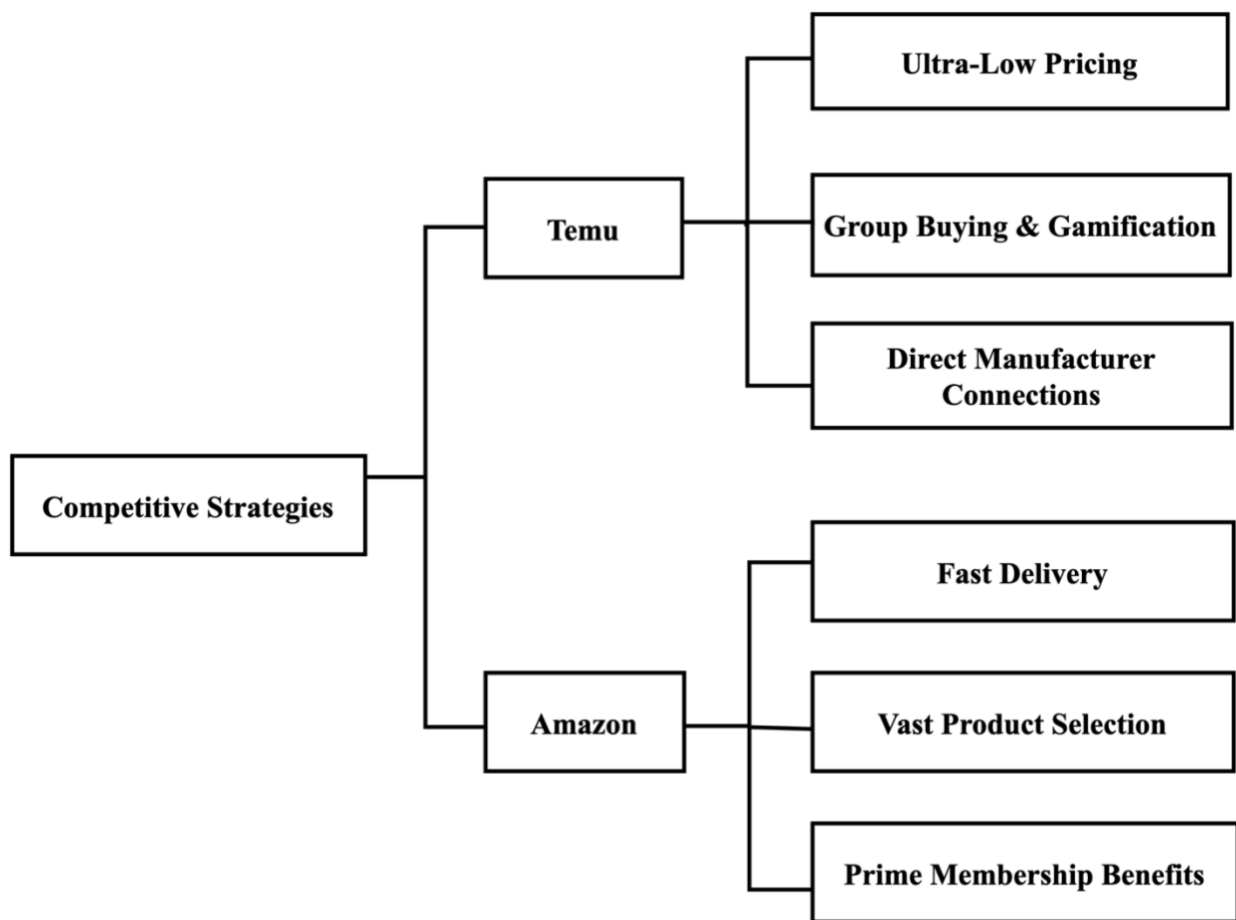 Ultra-Low Pricing
Temu
Group Buying & Gamification
Direct Manufacturer
Connections
Competitive Strategies
Fast Delivery
Amazon
Vast Product Selection
Prime Membership Benefits